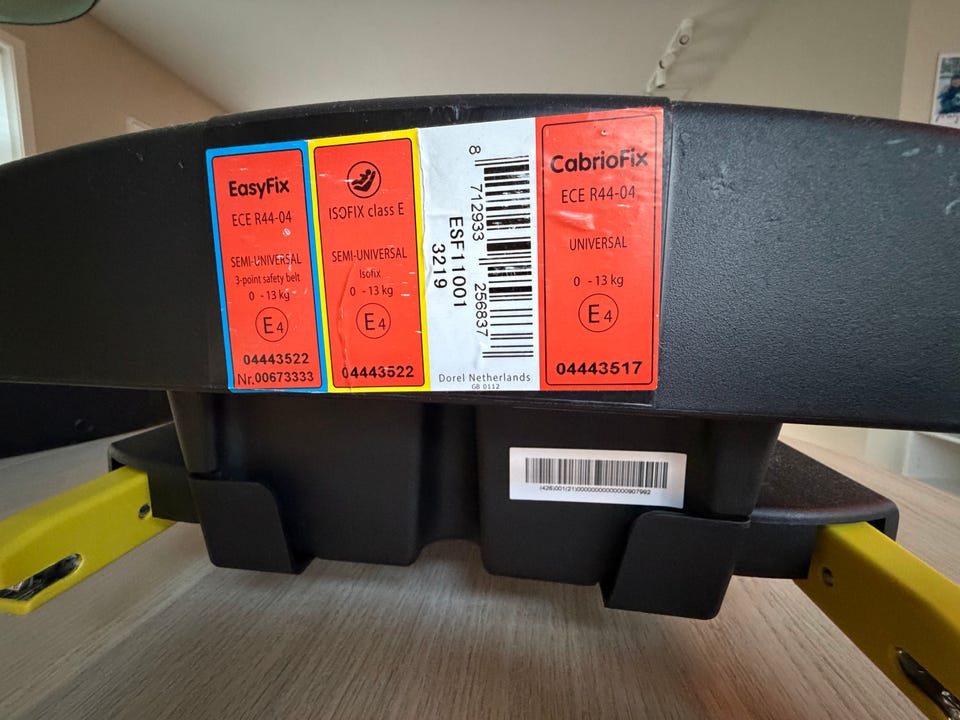 EasyFix
ECE R44-04
SEMI-UNIVERSAL
3-point safety belt
0 - 13 kg
E4
04443522
Nr.00673333
ISOFIX class E
SEMI-UNIVERSAL
Isofix
0 - 13 kg
E4
04443522
8 712933 256837
ESF11001
3219
Dorel Netherlands
GB 0112
CabrioFix
ECE R44-04
UNIVERSAL
0 - 13 kg
E4
04443517